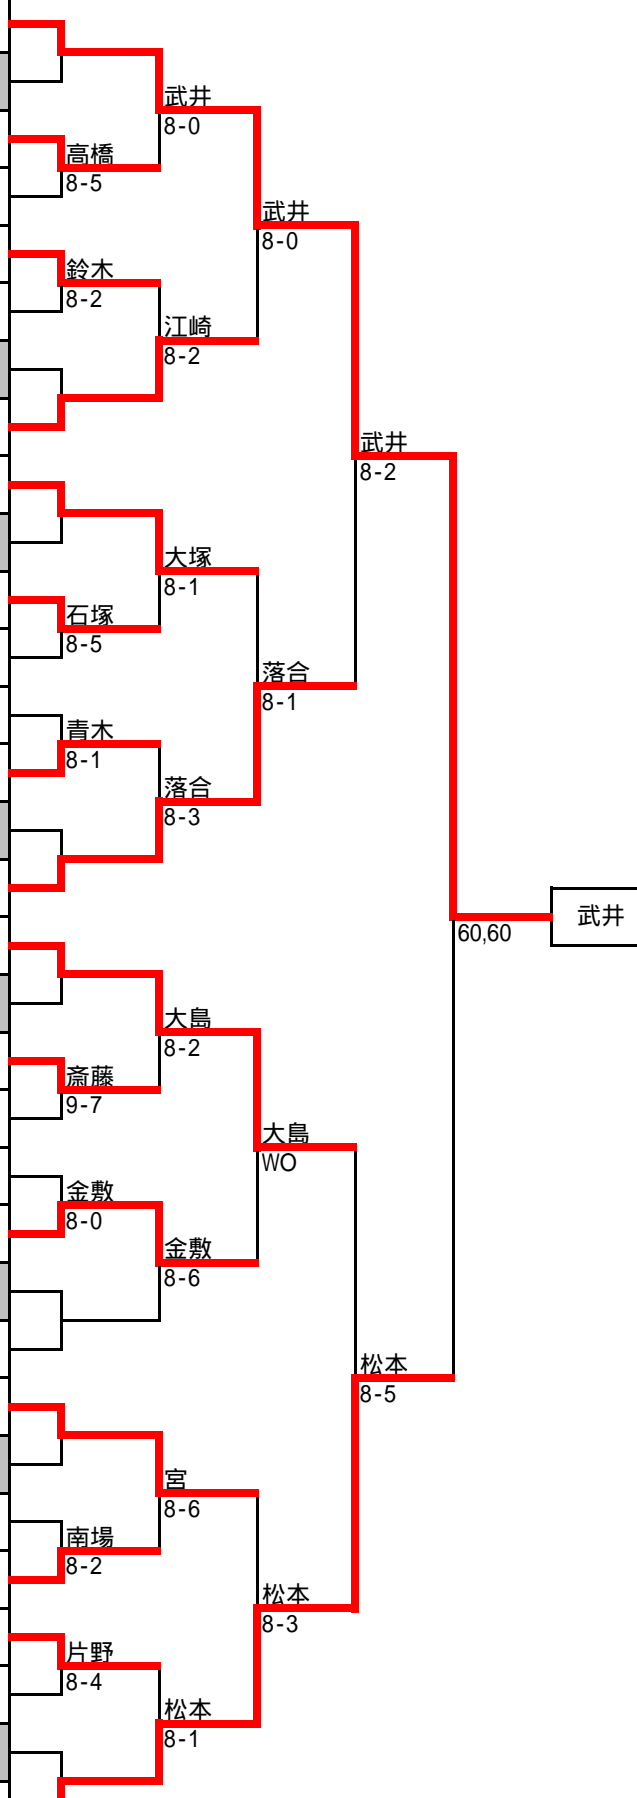 武井
8-0
高橋
8-5
武井
8-0
鈴木
8-2
江崎
8-2
武井
8-2
大塚
8-1
石塚
8-5
落合
8-1
青木
8-1
落合
8-3
武井
60,60
大島
8-2
斎藤
9-7
大島
WO
金敷
8-0
金敷
8-6
松本
8-5
宮
8-6
南場
8-2
松本
8-3
片野
8-4
松本
8-1